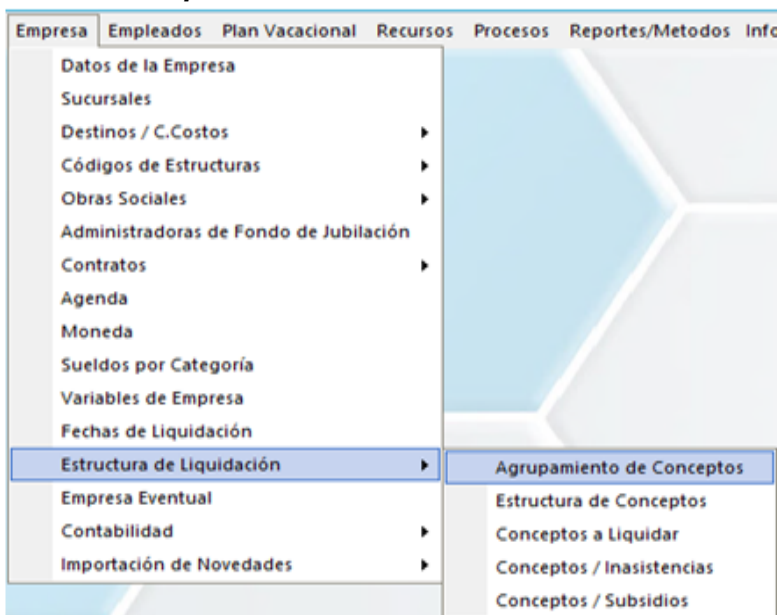 Empresa Empleados Plan Vacacional Recursos Procesos Reportes/Metodos
Datos de la Empresa
Sucursales
Destinos / C.Costos
Códigos de Estructuras
Obras Sociales
Administradoras de Fondo de Jubilación
Contratos
Agenda
Moneda
Sueldos por Categoría
Variables de Empresa
Fechas de Liquidación
Estructura de Liquidación
Empresa Eventual
Contabilidad
Importación de Novedades
Agrupamiento de Conceptos
Estructura de Conceptos
Conceptos a Liquidar
Conceptos / Inasistencias
Conceptos / Subsidios